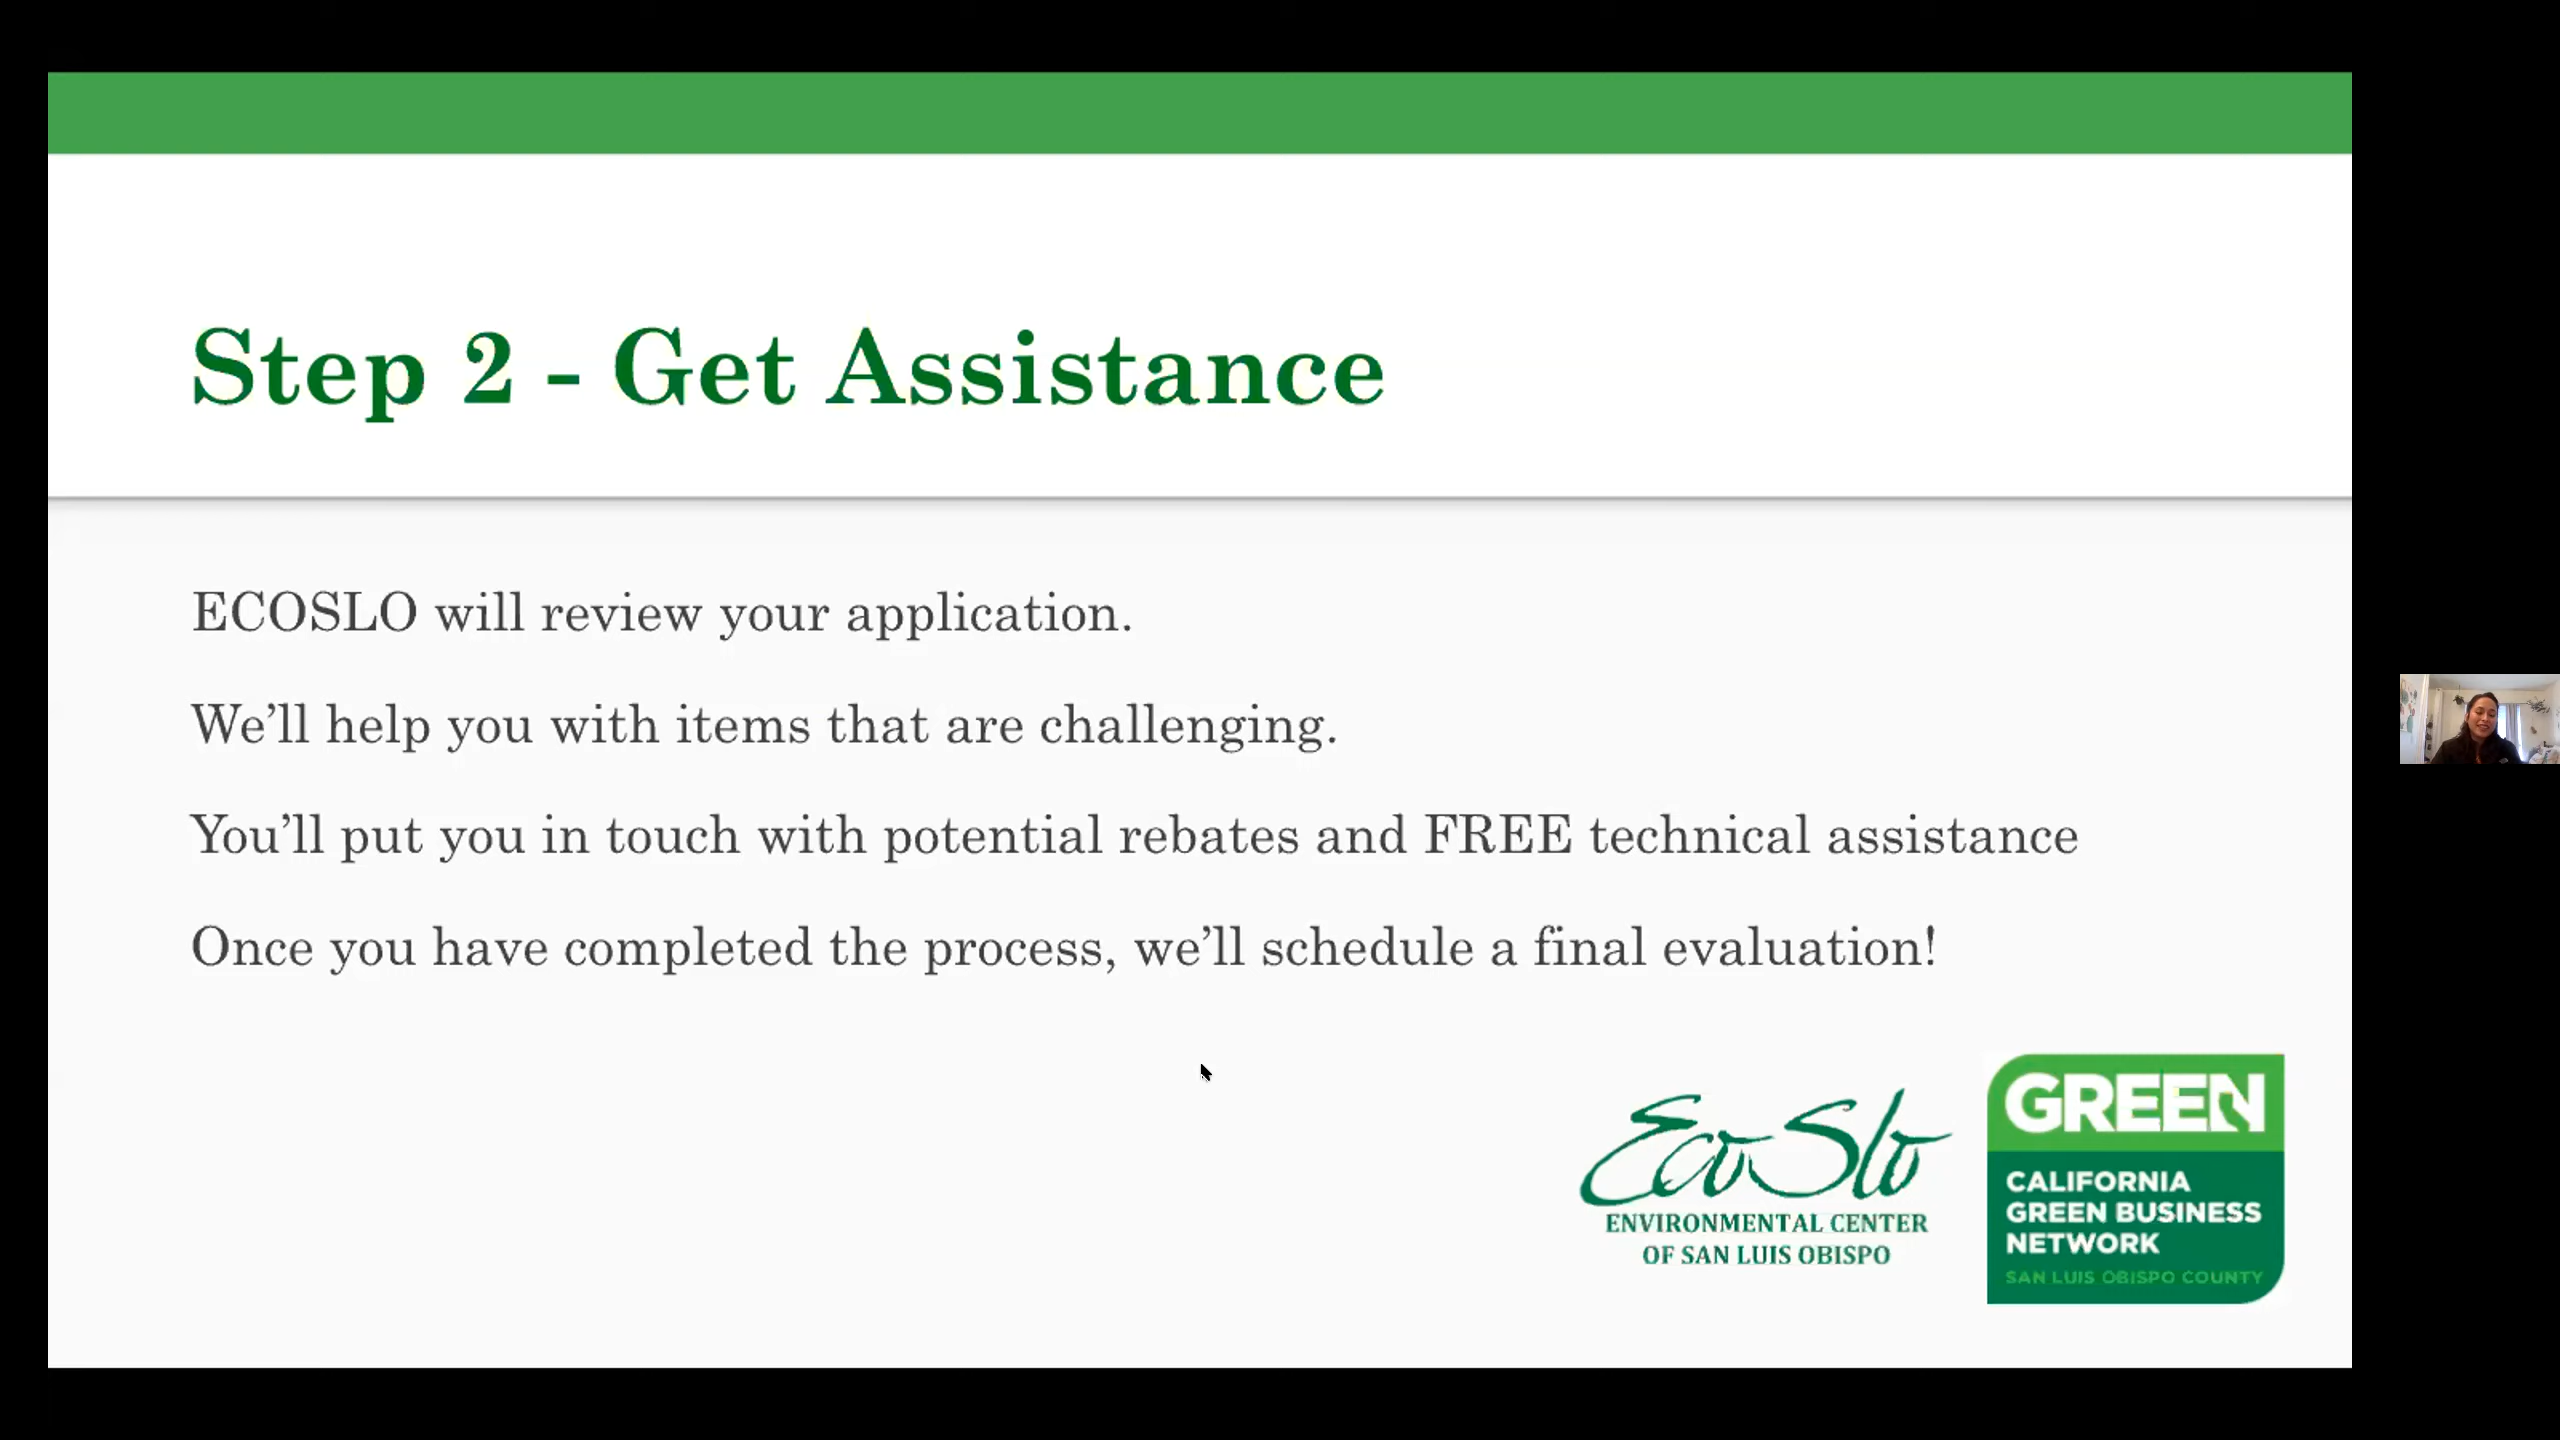 Step 2 - Get Assistance
ECOSLO will review your application.
We’ll help you with items that are challenging.
You’ll put you in touch with potential rebates and FREE technical assistance
Once you have completed the process, we’ll schedule a final evaluation!
EcoSlo
ENVIRONMENTAL CENTER
OF SAN LUIS OBISPO
GREEN
CALIFORNIA
GREEN BUSINESS
NETWORK
SAN LUIS OBISPO COUNTY